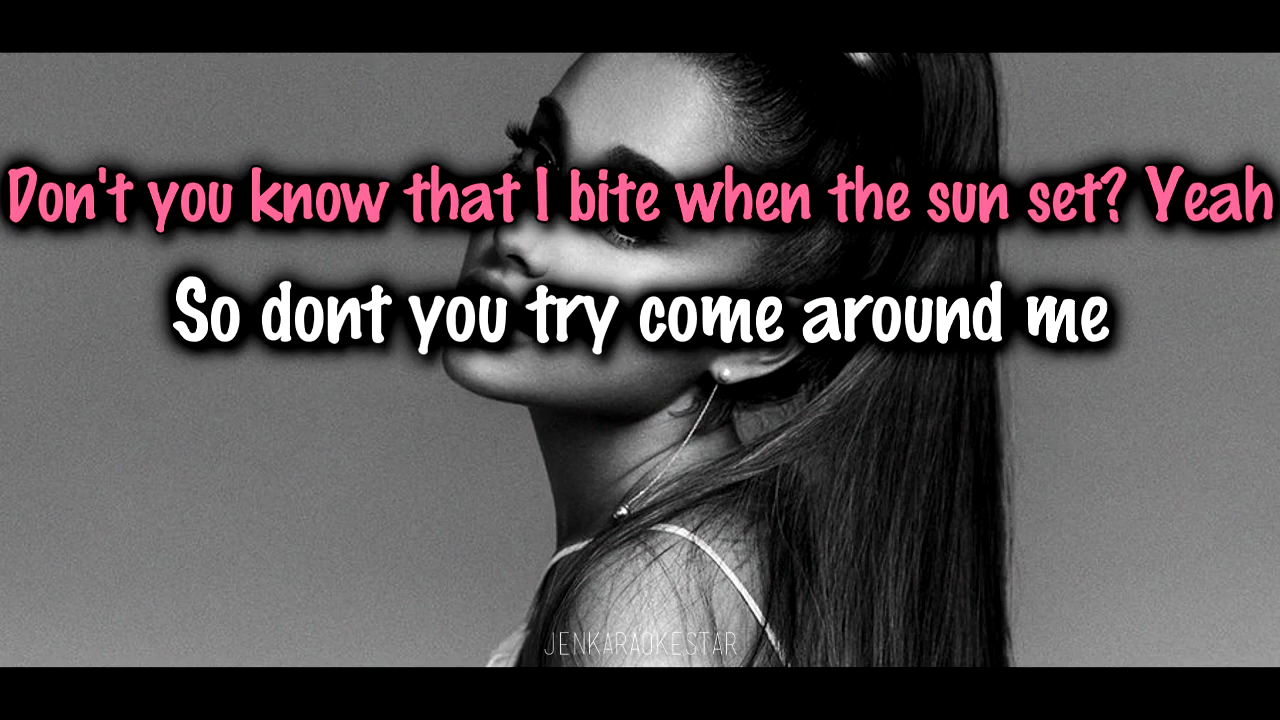 Don't you know that I bite when the sun set? Yeah
So dont you try come around me
JENKARAOKESTAR